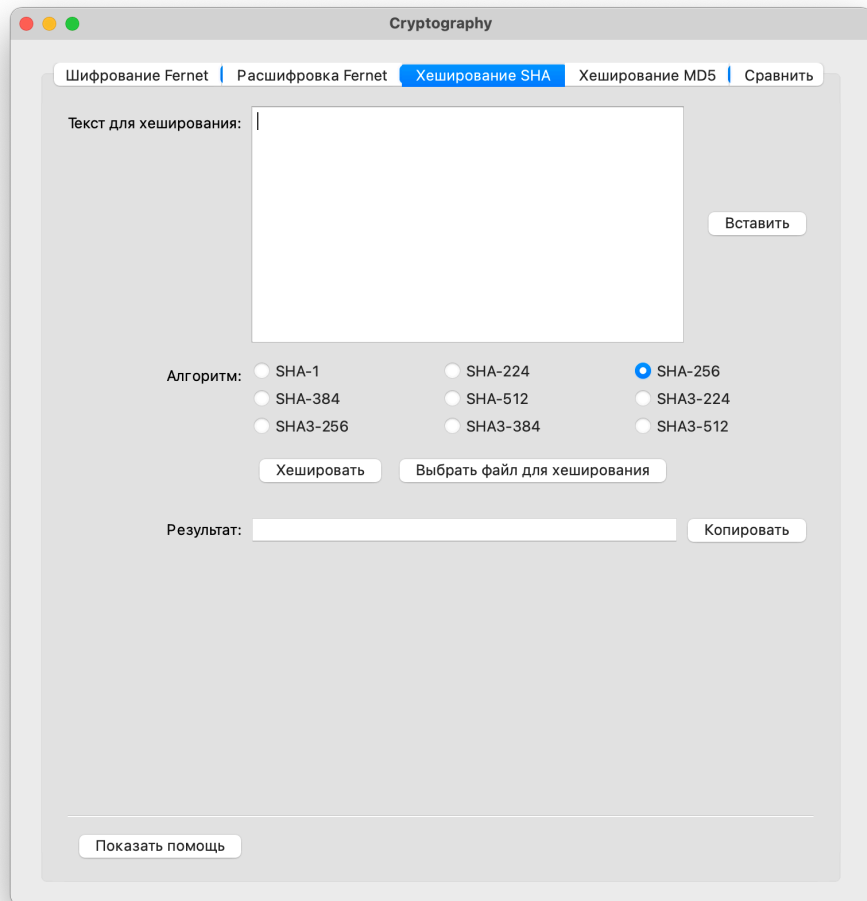 Cryptography
Шифрование Fernet Расшифровка Fernet Хеширование SHA Хеширование MD5 Сравнить
Текст для хеширования:
Вставить
Алгоритм: SHA-1 SHA-224 SHA-256
SHA-384 SHA-512 SHA3-224
SHA3-256 SHA3-384 SHA3-512
Хешировать Выбрать файл для хеширования
Результат: Копировать
Показать помощь